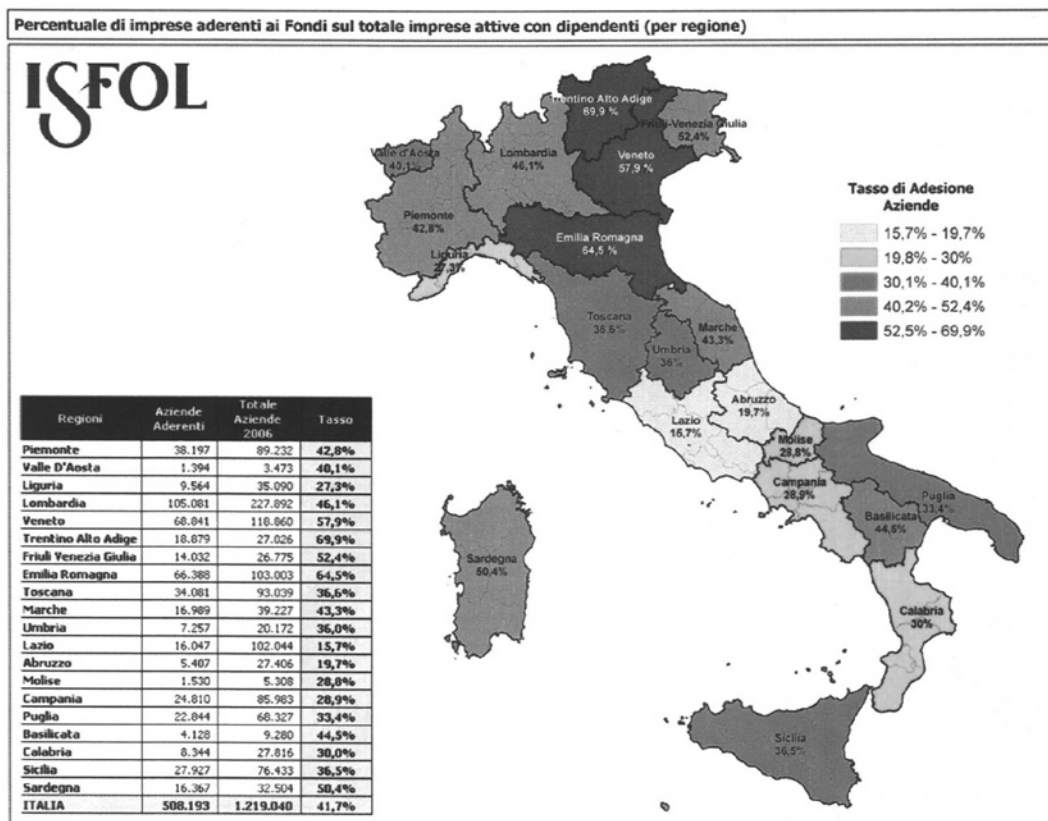 Percentuale di imprese aderenti ai Fondi sul totale imprese attive con dipendenti (per regione)
ISFOL
Trentino Alto Adige
69,9 %
Friuli-Venezia Giulia
52,4%
Valle d'Aosta
40,1%
Lombardia
46,1%
Veneto
57,9 %
Piemonte
42,8%
Emilia Romagna
64,5 %
Liguria
27,3%
Toscana
36,6%
Marche
43,3%
Umbria
36%
Abruzzo
19,7%
Lazio
15,7%
Molise
28,8%
Campania
28,9%
Puglia
33,4%
Basilicata
44,5%
Sardegna
50,4%
Calabria
30%
Sicilia
36,5%
Tasso di Adesione
Aziende
15,7% - 19,7%
19,8% - 30%
30,1% - 40,1%
40,2% - 52,4%
52,5% - 69,9%
Regioni Aziende Aderenti Totale Aziende 2006 Tasso
Piemonte 38.197 89.232 42,8%
Valle D'Aosta 1.394 3.473 40,1%
Liguria 9.564 35.090 27,3%
Lombardia 105.081 227.892 46,1%
Veneto 68.841 118.860 57,9%
Trentino Alto Adige 18.879 27.026 69,9%
Friuli Venezia Giulia 14.032 26.775 52,4%
Emilia Romagna 66.388 103.003 64,5%
Toscana 34.081 93.039 36,6%
Marche 16.989 39.227 43,3%
Umbria 7.257 20.172 36,0%
Lazio 16.047 102.044 15,7%
Abruzzo 5.407 27.406 19,7%
Molise 1.530 5.308 28,8%
Campania 24.810 85.983 28,9%
Puglia 22.844 68.327 33,4%
Basilicata 4.128 9.280 44,5%
Calabria 8.344 27.816 30,0%
Sicilia 27.927 76.433 36,5%
Sardegna 16.367 32.504 50,4%
ITALIA 508.193 1.219.040 41,7%